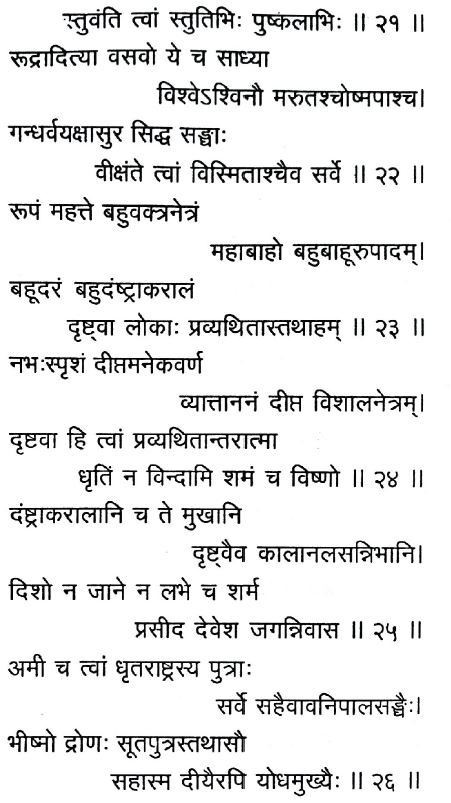 स्तुवंति त्वां स्तुतिभिः पुष्कलाभिः ॥ २१ ॥
रूद्रादित्या वसवो ये च साध्या
विश्वेऽश्विनौ मरुतश्चोष्मपाश्च।
गन्धर्वयक्षासुर सिद्ध सङ्घाः
वीक्षंते त्वां विस्मिताश्चैव सर्वे ॥ २२ ॥
रूपं महत्ते बहुवक्त्रनेत्रं
महाबाहो बहुबाहूरुपादम्।
बहूदरं बहुदंष्ट्राकरालं
दृष्ट्वा लोकाः प्रव्यथितास्तथाहम् ॥ २३ ॥
नभःस्पृशं दीप्तमनेकवर्ण
व्यात्ताननं दीप्त विशालनेत्रम्।
दृष्टवा हि त्वां प्रव्यथितान्तरात्मा
धृतिं न विन्दामि शमं च विष्णो ॥ २४ ॥
दंष्ट्राकरालानि च ते मुखानि
दृष्ट्वैव कालानलसन्निभानि।
दिशो न जाने न लभे च शर्म
प्रसीद देवेश जगन्निवास ॥ २५ ॥
अमी च त्वां धृतराष्ट्रस्य पुत्राः
सर्वे सहैवावनिपालसङ्घैः।
भीष्मो द्रोणः सूतपुत्रस्तथासौ
सहास्म दीयैरपि योधमुख्यैः ॥ २६ ॥